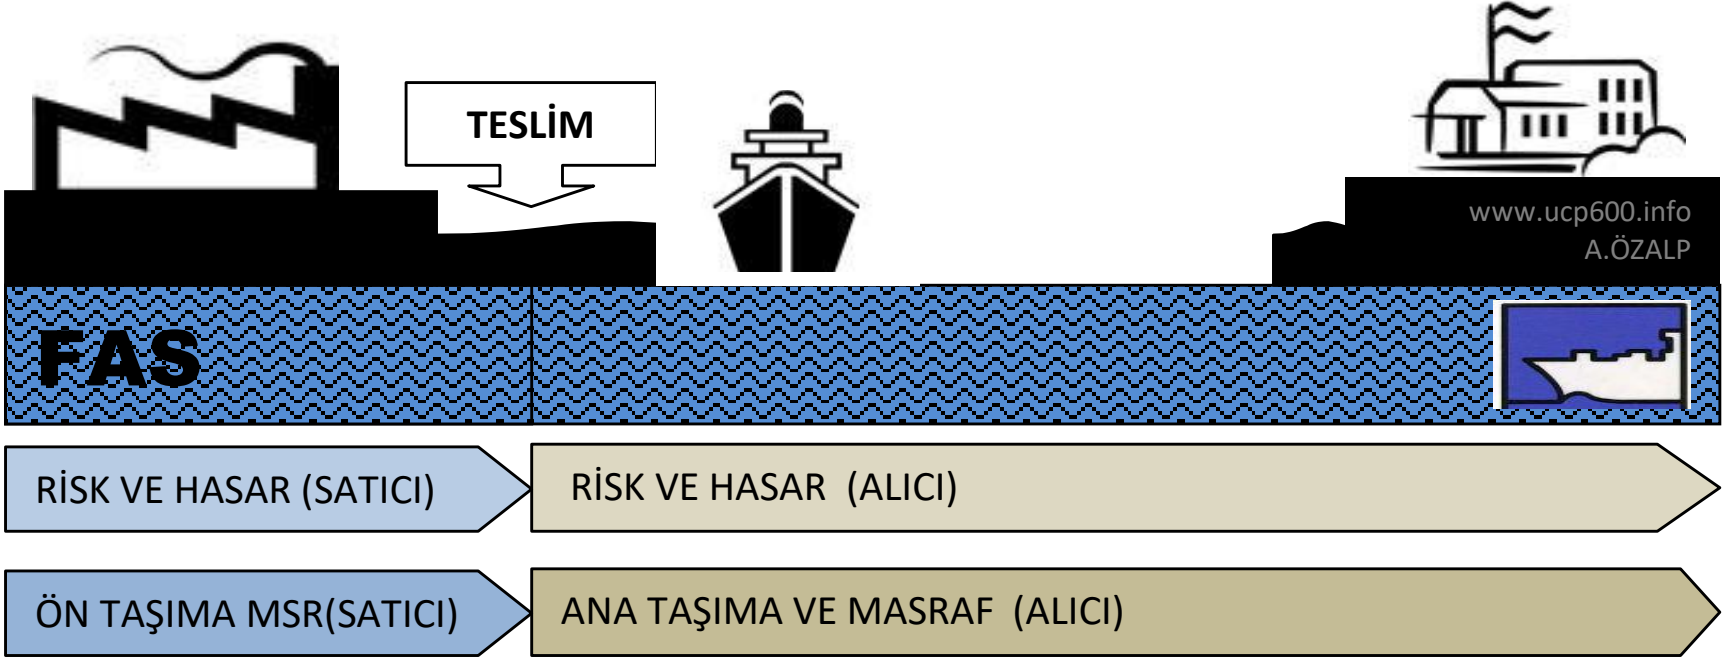 TESLİM
www.ucp600.info
A.ÖZALP
FAS
RİSK VE HASAR (SATICI)
RİSK VE HASAR  (ALICI)
ÖN TAŞIMA MSR(SATICI)
ANA TAŞIMA VE MASRAF  (ALICI)